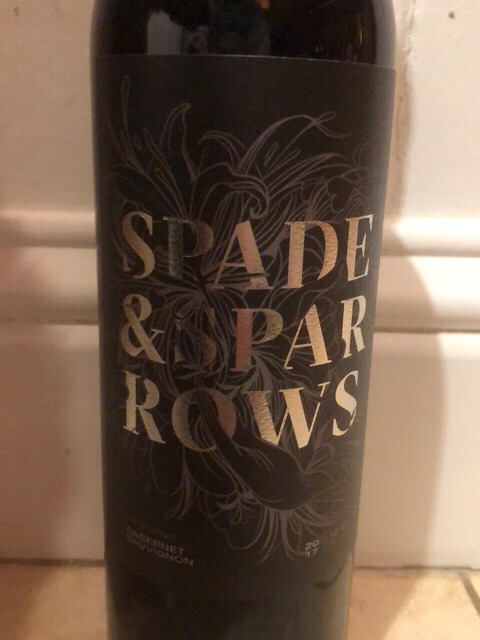 SPADE
& SPAR
ROWS
CABERNET
SAUVIGNON
20
17